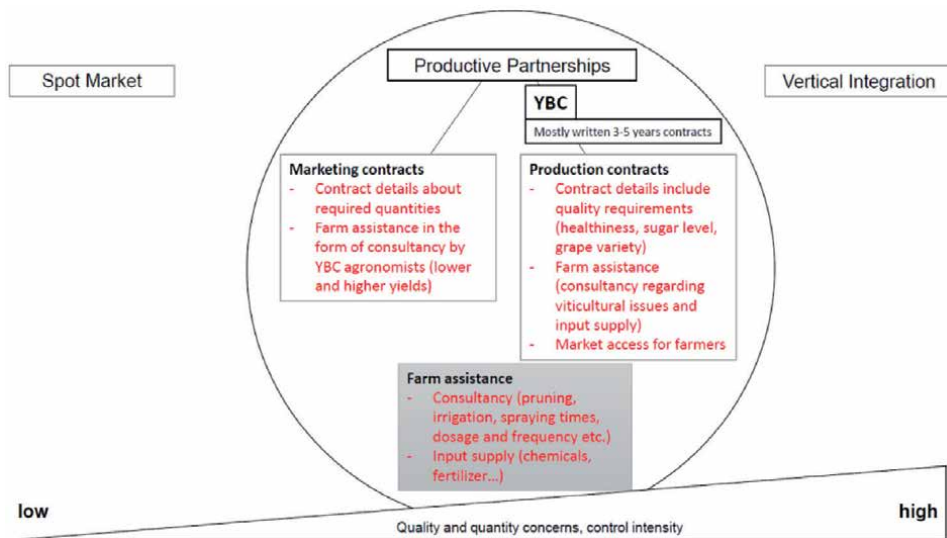 Productive Partnerships
Spot Market
Vertical Integration
YBC
Mostly written 3-5 years contracts
Marketing contracts
- Contract details about
required quantities
- Farm assistance in the
form of consultancy by
YBC agronomists (lower
and higher yields)
Production contracts
- Contract details include
quality requirements
(healthiness, sugar level,
grape variety)
- Farm assistance
(consultancy regarding
viticultural issues and
input supply)
- Market access for farmers
Farm assistance
- Consultancy (pruning,
irrigation, spraying times,
dosage and frequency etc.)
- Input supply (chemicals,
fertilizer...)
low
high
Quality and quantity concerns, control intensity